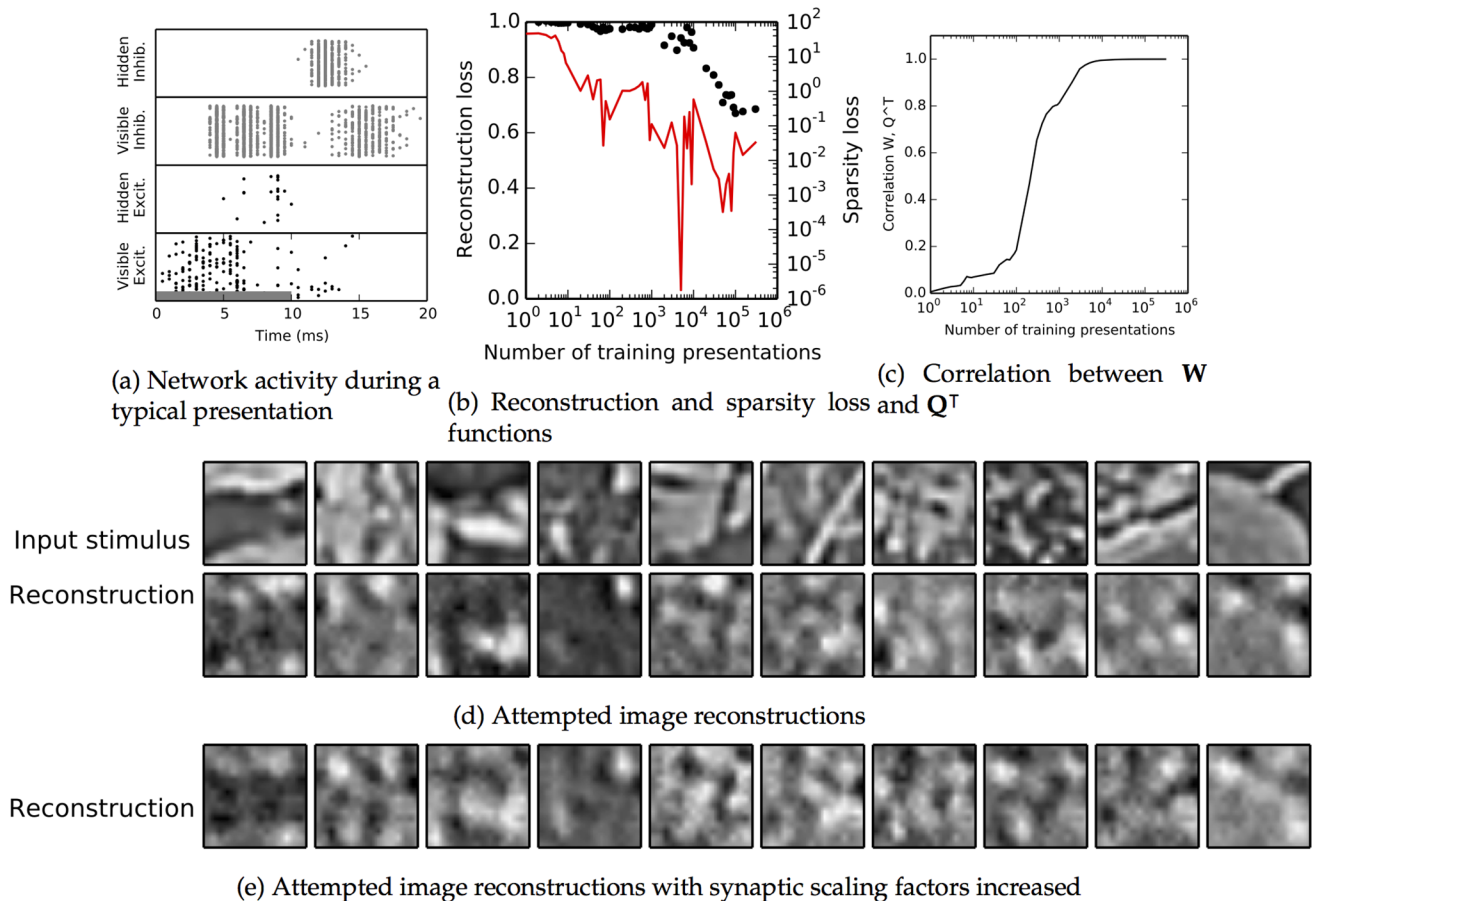 Hidden
Inhib.
Visible
Inhib.
Hidden
Excit.
Visible
Excit.
0 5 10 15 20
Time (ms)
(a) Network activity during a
typical presentation
Reconstruction loss
1.0
0.8
0.6
0.4
0.2
0.0
10^0 10^1 10^2 10^3 10^4 10^5 10^6
Number of training presentations
10^2
10^1
10^0
10^-1
10^-2
10^-3
10^-4
10^-5
10^-6
Sparsity loss
(b) Reconstruction and sparsity loss
functions
Correlation W, Q^T
1.0
0.8
0.6
0.4
0.2
0.0
10^0 10^1 10^2 10^3 10^4 10^5 10^6
Number of training presentations
(c) Correlation between W
and Q^⊤
Input stimulus
Reconstruction
(d) Attempted image reconstructions
Reconstruction
(e) Attempted image reconstructions with synaptic scaling factors increased